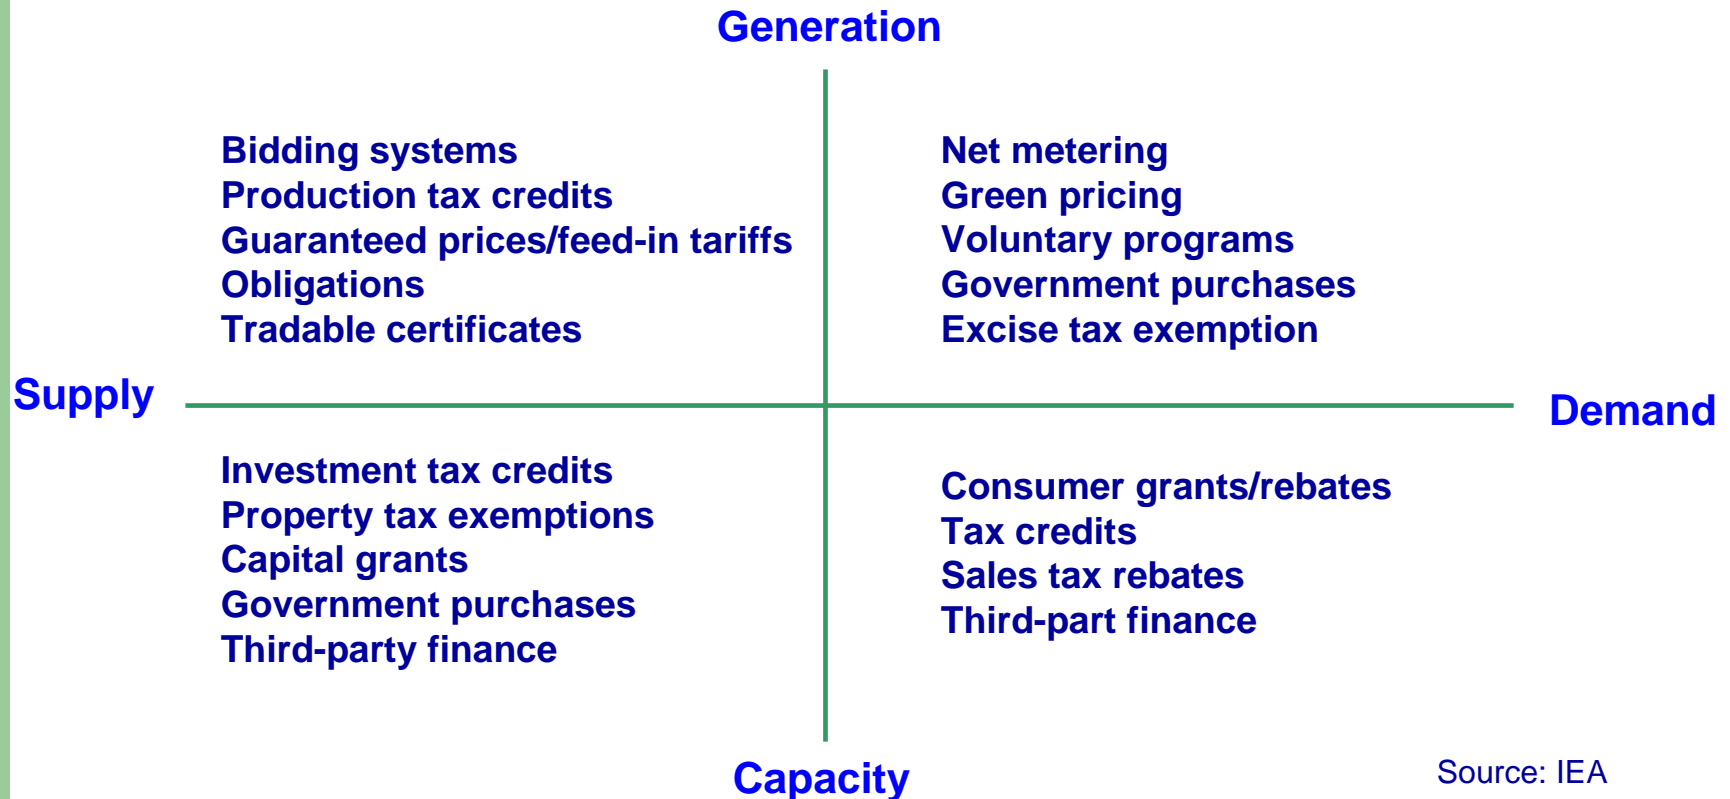 Generation
Bidding systems
Production tax credits
Guaranteed prices/feed-in tariffs
Obligations
Tradable certificates
Net metering
Green pricing
Voluntary programs
Government purchases
Excise tax exemption
Supply
Demand
Investment tax credits
Property tax exemptions
Capital grants
Government purchases
Third-party finance
Consumer grants/rebates
Tax credits
Sales tax rebates
Third-part finance
Capacity
Source: IEA